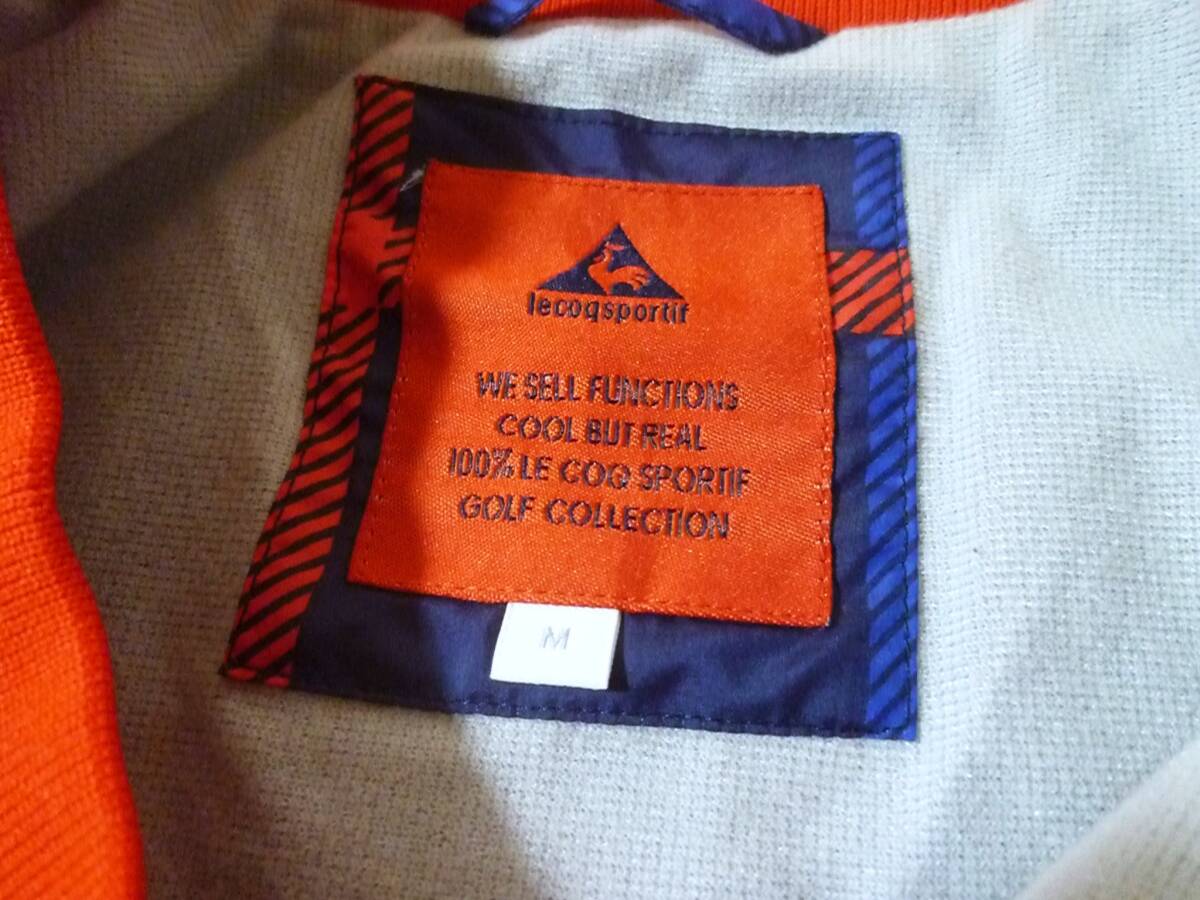 lecoqsportif
WE SELL FUNCTIONS
COOL BUT REAL
100% LE COQ SPORTIF
GOLF COLLECTION
M